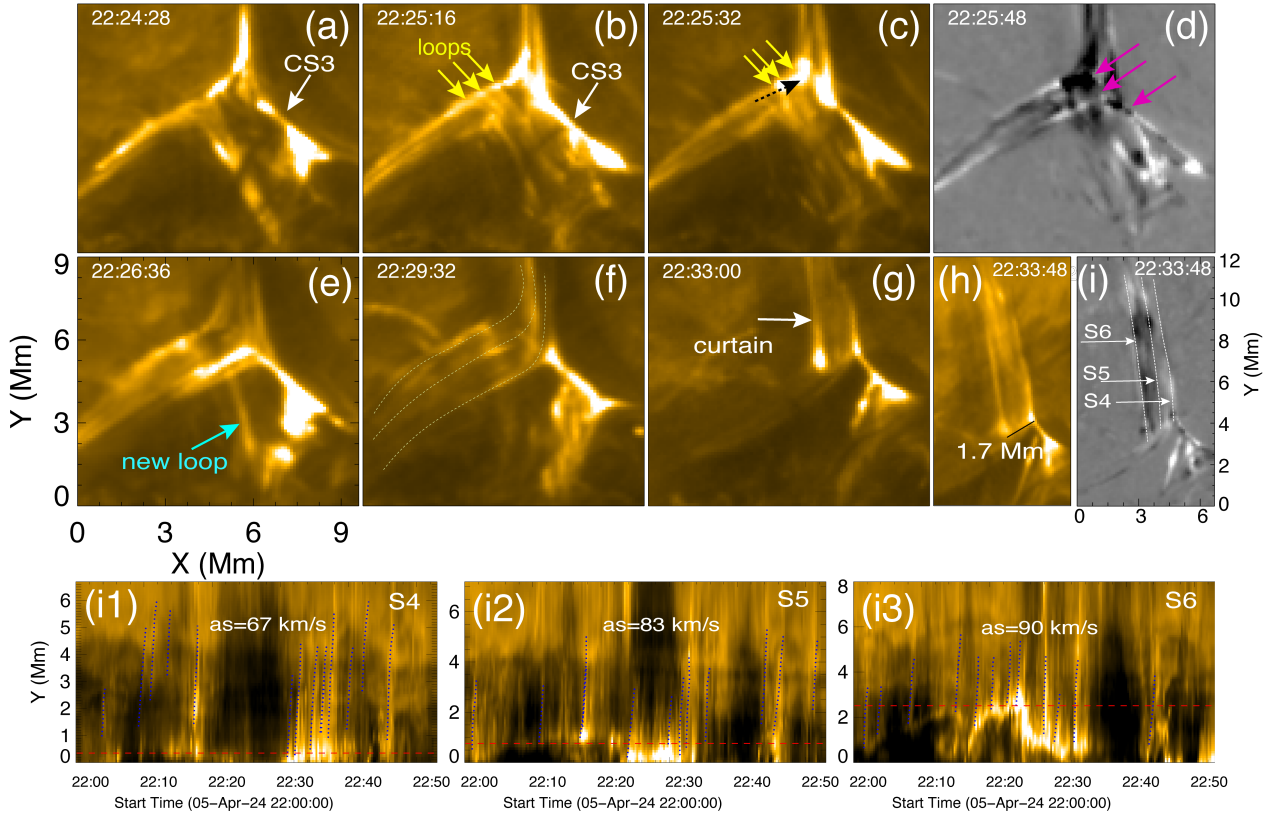 22:24:28
(a)
CS3
22:25:16
(b)
loops
CS3
22:25:32
(c)
22:25:48
(d)
9
6
3
0
Y (Mm)
22:26:36
(e)
new loop
0 3 6 9
X (Mm)
22:29:32
(f)
22:33:00
(g)
curtain
22:33:48
(h)
1.7 Mm
22:33:48
(i)
S6
S5
S4
12
10
8
6
4
2
0
Y (Mm)
0 3 6
(i1)
S4
as=67 km/s
6
5
4
3
2
1
0
Y (Mm)
22:00 22:10 22:20 22:30 22:40 22:50
Start Time (05-Apr-24 22:00:00)
(i2)
S5
as=83 km/s
6
4
2
0
22:00 22:10 22:20 22:30 22:40 22:50
Start Time (05-Apr-24 22:00:00)
(i3)
S6
as=90 km/s
8
6
4
2
0
22:00 22:10 22:20 22:30 22:40 22:50
Start Time (05-Apr-24 22:00:00)